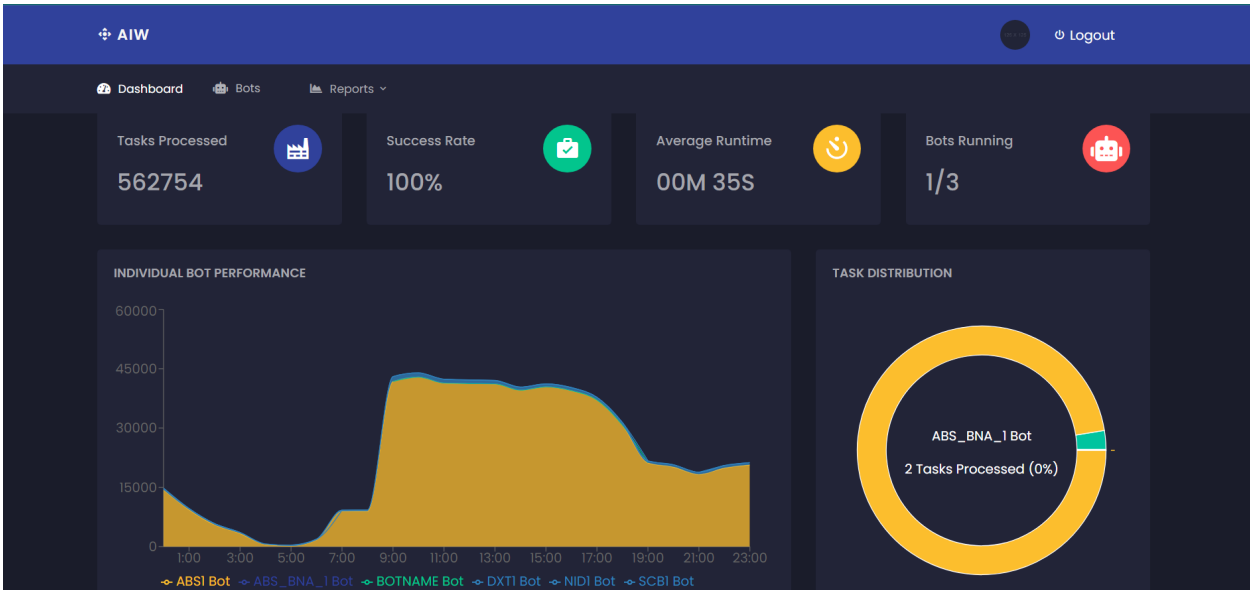 AIW
Logout
Dashboard Bots Reports
Tasks Processed
562754
Success Rate
100%
Average Runtime
00M 35S
Bots Running
1/3
INDIVIDUAL BOT PERFORMANCE
60000
45000
30000
15000
0
1:00 3:00 5:00 7:00 9:00 11:00 13:00 15:00 17:00 19:00 21:00 23:00
ABS1 Bot ABS_BNA_1 Bot BOTNAME Bot DXT1 Bot NID1 Bot SCB1 Bot
TASK DISTRIBUTION
ABS_BNA_1 Bot
2 Tasks Processed (0%)